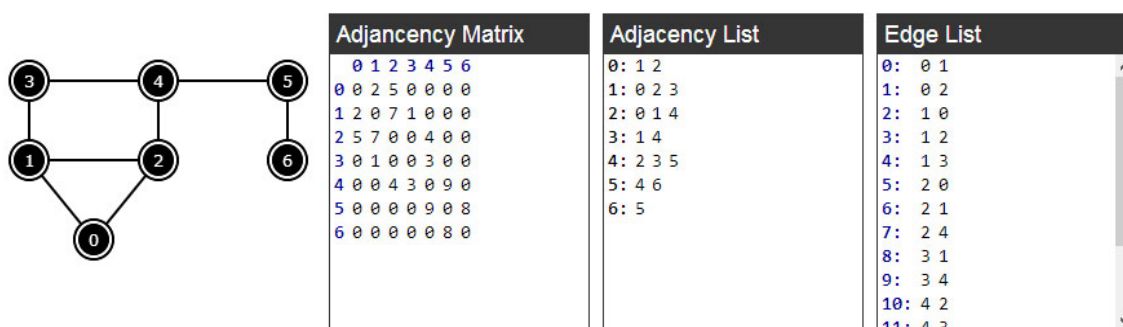 3 4 5
1 2 6
0
Adjancency Matrix
0 1 2 3 4 5 6
0 0 2 5 0 0 0 0
1 2 0 7 1 0 0 0
2 5 7 0 0 4 0 0
3 0 1 0 0 3 0 0
4 0 0 4 3 0 9 0
5 0 0 0 0 9 0 8
6 0 0 0 0 0 8 0
Adjacency List
0: 1 2
1: 0 2 3
2: 0 1 4
3: 1 4
4: 2 3 5
5: 4 6
6: 5
Edge List
0: 0 1
1: 0 2
2: 1 0
3: 1 2
4: 1 3
5: 2 0
6: 2 1
7: 2 4
8: 3 1
9: 3 4
10: 4 2
11: 4 3